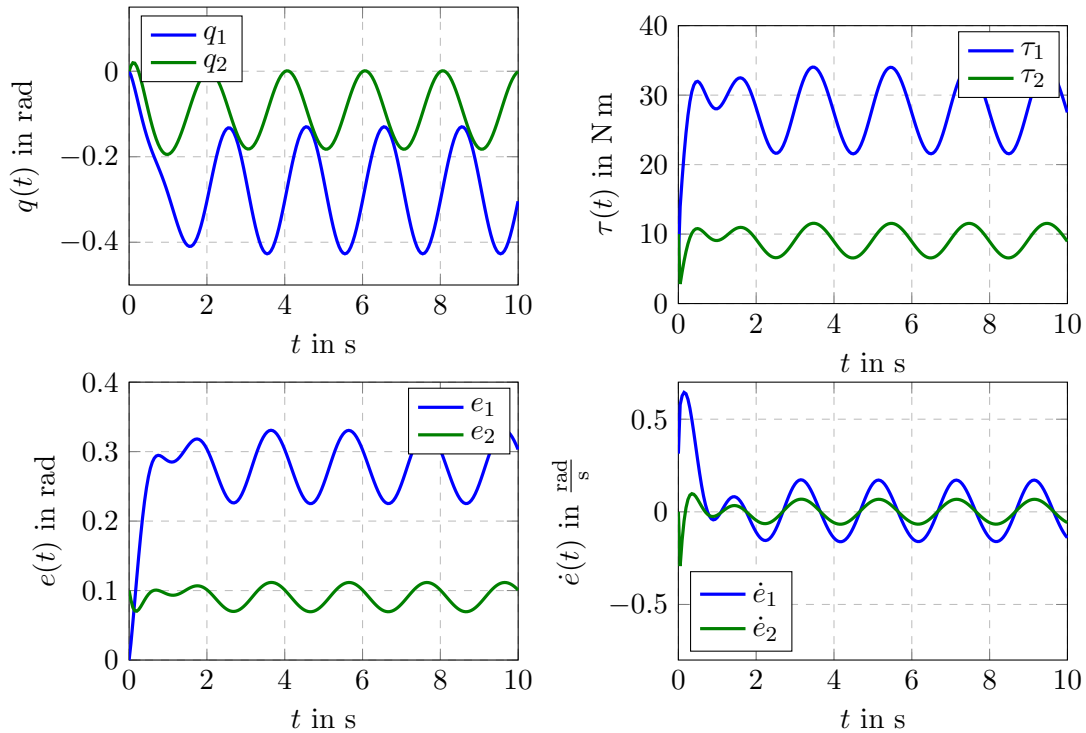 q(t) in rad
0
−0.2
−0.4
q₁
q₂
0 2 4 6 8 10
t in s
τ(t) in N m
40
30
20
10
0
τ₁
τ₂
0 2 4 6 8 10
t in s
e(t) in rad
0.4
0.3
0.2
0.1
0
e₁
e₂
0 2 4 6 8 10
t in s
ė(t) in rad/s
0.5
0
−0.5
ė₁
ė₂
0 2 4 6 8 10
t in s